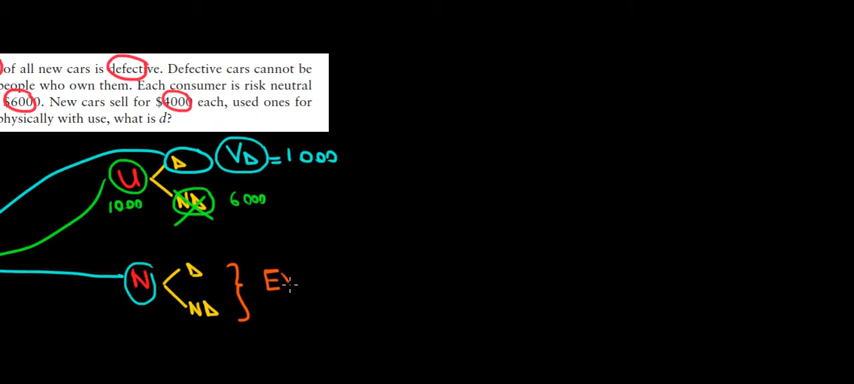 of all new cars is defective. Defective cars cannot be
people who own them. Each consumer is risk neutral
$6000. New cars sell for $4000 each, used ones for
physically with use, what is d?
U
1000
D
VD = 1000
ND
6000
N
D
ND
EV